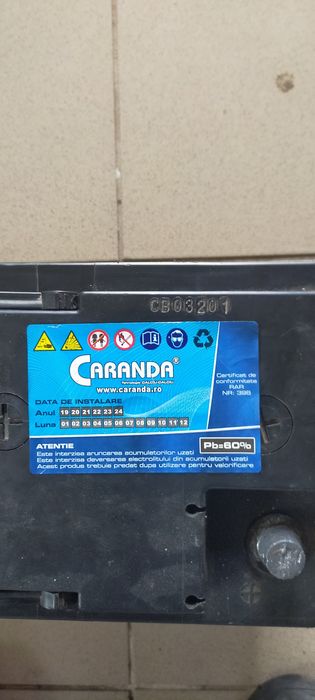 CB03201
CARANDA®
Tehnologie CALCIU-CALCIU
www.caranda.ro
Certificat de
conformitate
RAR
NR: 398
DATA DE INSTALARE
Anul 19 20 21 22 23 24
Luna 01 02 03 04 05 06 07 08 09 10 11 12
ATENTIE
Pb=60%
Este interzisa aruncarea acumulatorilor uzati
Este interzisa deversarea electrolitului din acumulatorii uzati
Acest produs trebuie predat dupa utilizare pentru valorificare